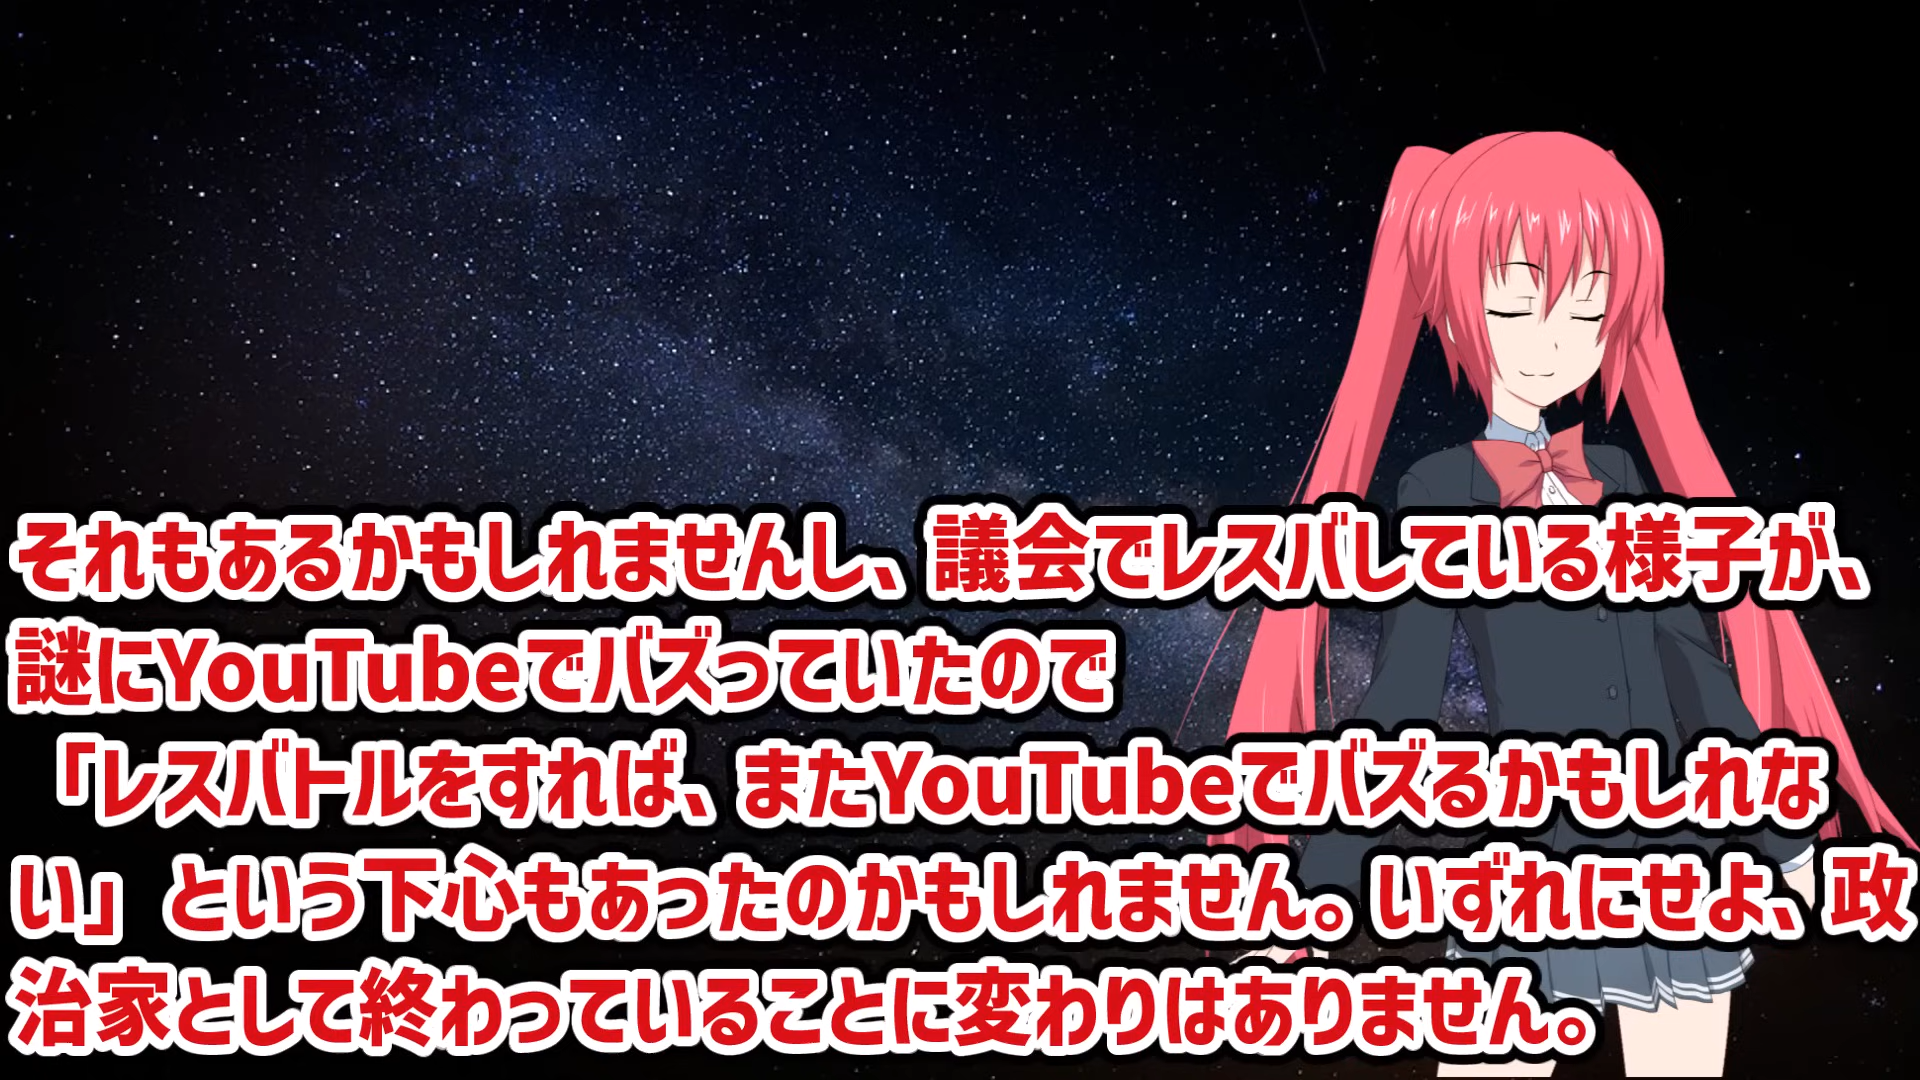 それもあるかもしれませんし、議会でレスバしている様子が、
謎にYouTubeでバズっていたので
「レスバトルをすれば、またYouTubeでバズるかもしれな
い」という下心もあったのかもしれません。いずれにせよ、政
治家として終わっていることに変わりはありません。